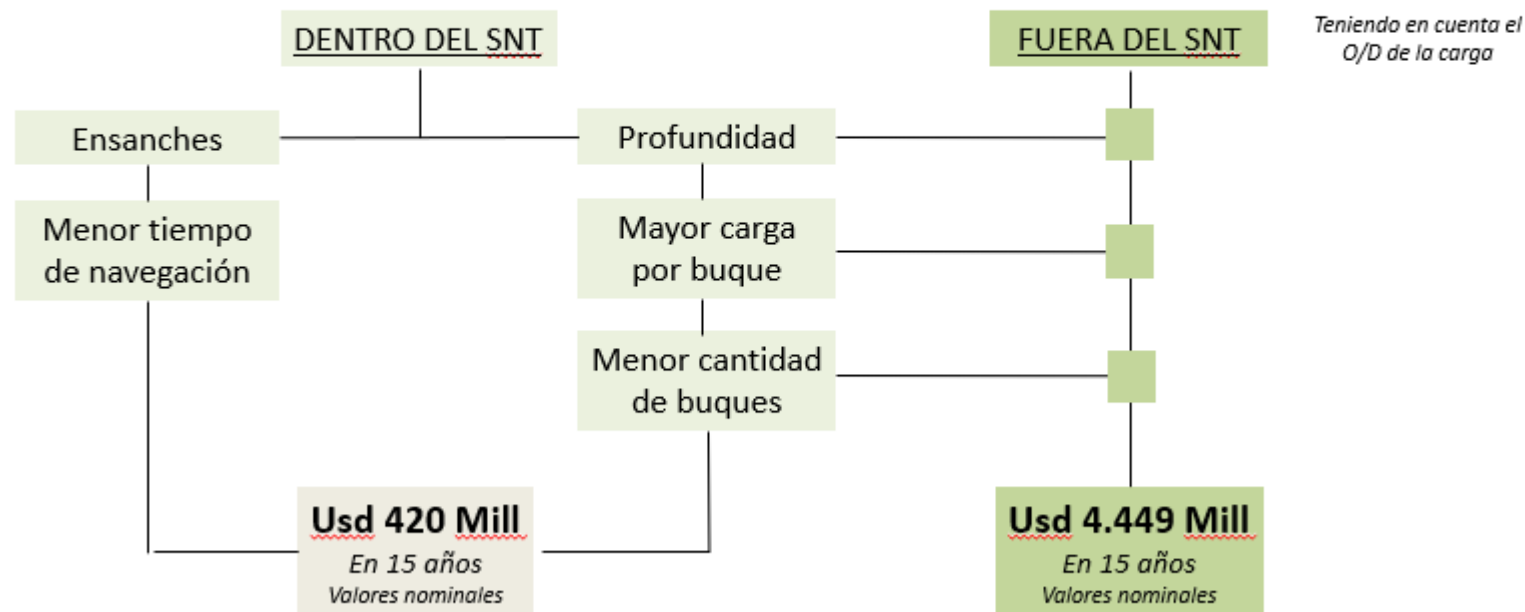 DENTRO DEL SNT
FUERA DEL SNT
Teniendo en cuenta el
O/D de la carga
Ensanches
Profundidad
Menor tiempo
de navegación
Mayor carga
por buque
Menor cantidad
de buques
Usd 420 Mill
En 15 años
Valores nominales
Usd 4.449 Mill
En 15 años
Valores nominales